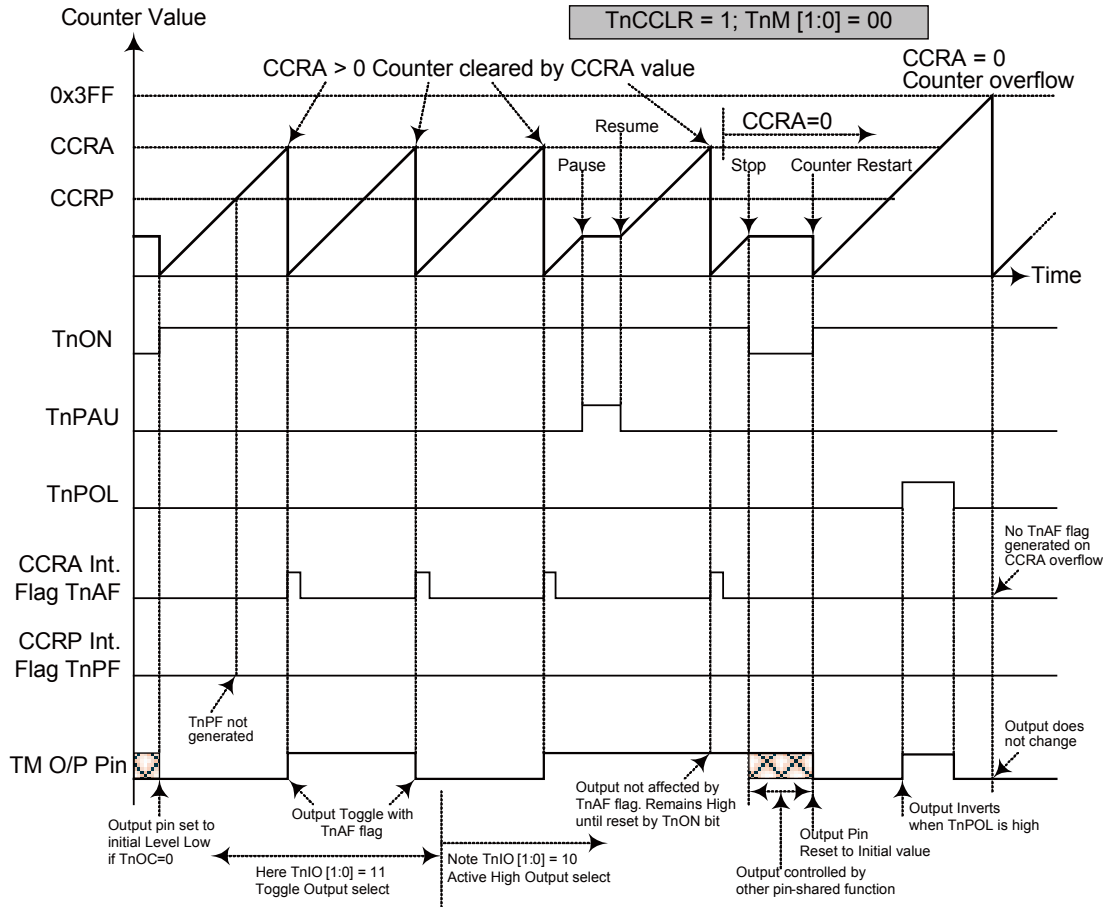 Counter Value
TnCCLR = 1; TnM [1:0] = 00
CCRA > 0 Counter cleared by CCRA value
CCRA = 0
Counter overflow
0x3FF
CCRA
CCRP
Resume
CCRA=0
Pause
Stop
Counter Restart
Time
TnON
TnPAU
TnPOL
No TnAF flag
generated on
CCRA overflow
CCRA Int.
Flag TnAF
CCRP Int.
Flag TnPF
TnPF not
generated
Output does
not change
TM O/P Pin
Output pin set to
initial Level Low
if TnOC=0
Output Toggle with
TnAF flag
Output not affected by
TnAF flag. Remains High
until reset by TnON bit
Output Inverts
when TnPOL is high
Output Pin
Reset to Initial value
Here TnIO [1:0] = 11
Toggle Output select
Note TnIO [1:0] = 10
Active High Output select
Output controlled by
other pin-shared function